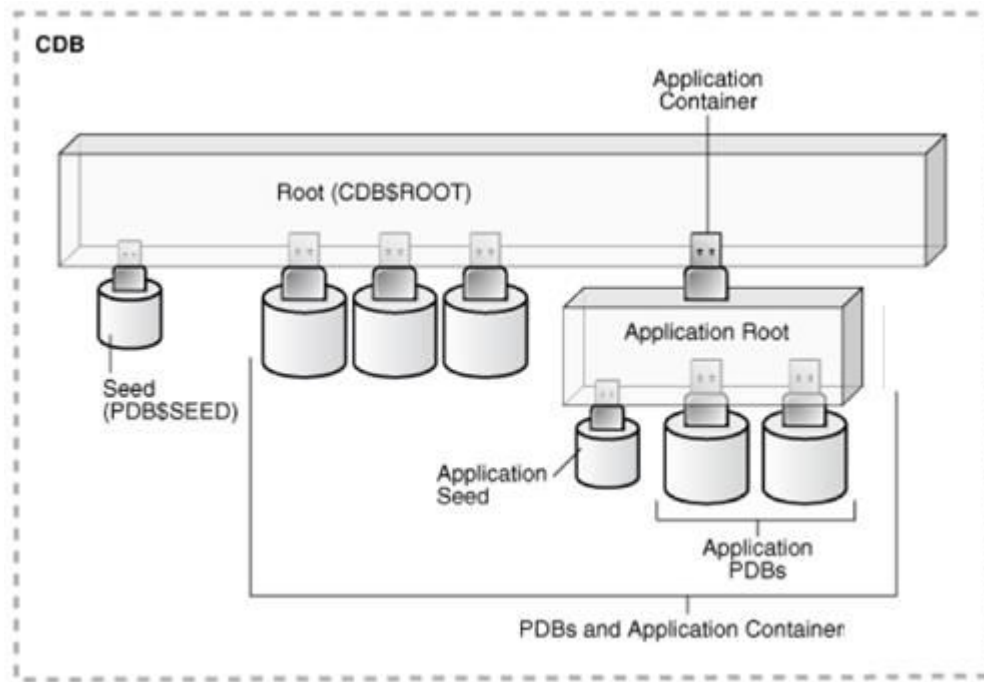 CDB
Application
Container
Root (CDB$ROOT)
Application Root
Seed
(PDB$SEED)
Application
Seed
Application
PDBs
PDBs and Application Container